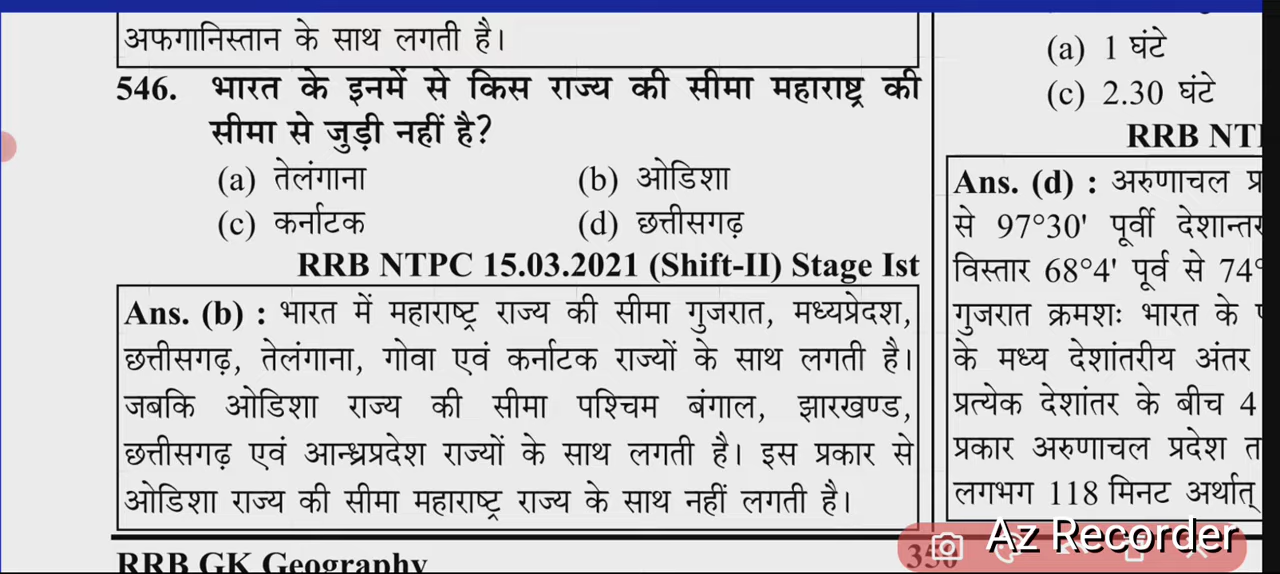 अफगानिस्तान के साथ लगती है।
546. भारत के इनमें से किस राज्य की सीमा महाराष्ट्र की
सीमा से जुड़ी नहीं है?
(a) तेलंगाना (b) ओडिशा
(c) कर्नाटक (d) छत्तीसगढ़
RRB NTPC 15.03.2021 (Shift-II) Stage Ist
Ans. (b) : भारत में महाराष्ट्र राज्य की सीमा गुजरात, मध्यप्रेदश,
छत्तीसगढ़, तेलंगाना, गोवा एवं कर्नाटक राज्यों के साथ लगती है।
जबकि ओडिशा राज्य की सीमा पश्चिम बंगाल, झारखण्ड,
छत्तीसगढ़ एवं आन्ध्रप्रदेश राज्यों के साथ लगती है। इस प्रकार से
ओडिशा राज्य की सीमा महाराष्ट्र राज्य के साथ नहीं लगती है।
RRB GK Geography
350
(a) 1 घंटे
(c) 2.30 घंटे
RRB NT
Ans. (d) : अरुणाचल प्र
से 97°30' पूर्वी देशान्तर
विस्तार 68°4' पूर्व से 74°
गुजरात क्रमशः भारत के
के मध्य देशांतरीय अंतर
प्रत्येक देशांतर के बीच 4
प्रकार अरुणाचल प्रदेश त
लगभग 118 मिनट अर्थात्
Az Recorder